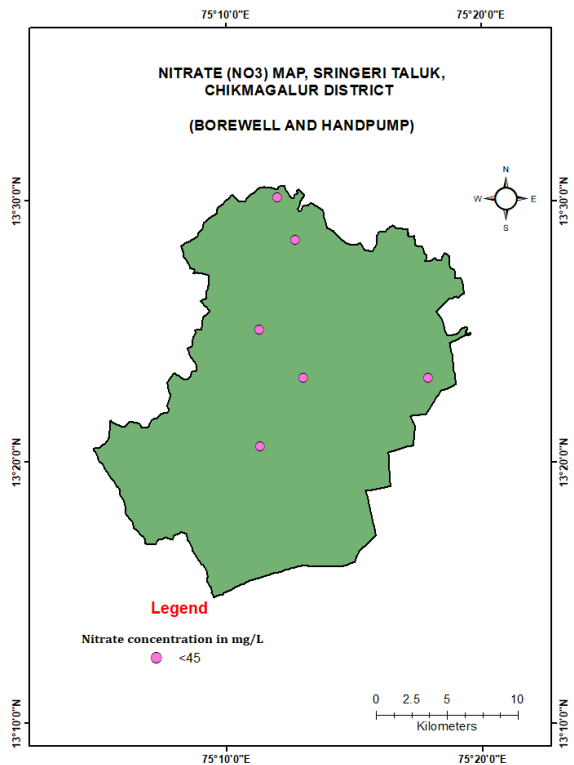 75°10'0"E
75°20'0"E
NITRATE (NO3) MAP, SRINGERI TALUK,
CHIKMAGALUR DISTRICT
(BOREWELL AND HANDPUMP)
N
W
E
S
13°30'0"N
13°30'0"N
13°20'0"N
13°20'0"N
Legend
Nitrate concentration in mg/L
<45
0 2.5 5 10
Kilometers
13°10'0"N
13°10'0"N
75°10'0"E
75°20'0"E